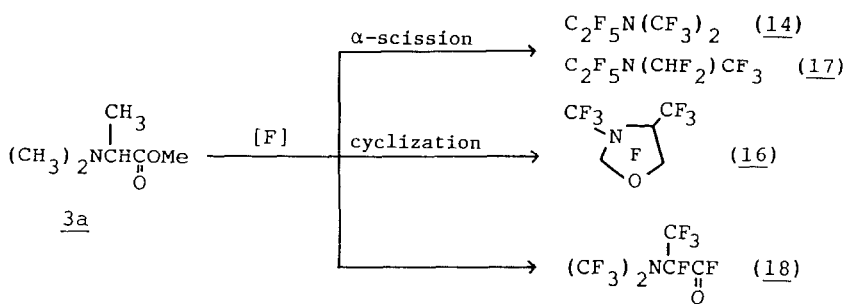 α-scission
C₂F₅N(CF₃)₂ (14)
C₂F₅N(CHF₂)CF₃ (17)
CH₃
(CH₃)₂NCHCOMe
O
3a
[F]
cyclization
CF₃ N CF₃
F
O
(16)
CF₃
(CF₃)₂NCFCF (18)
O